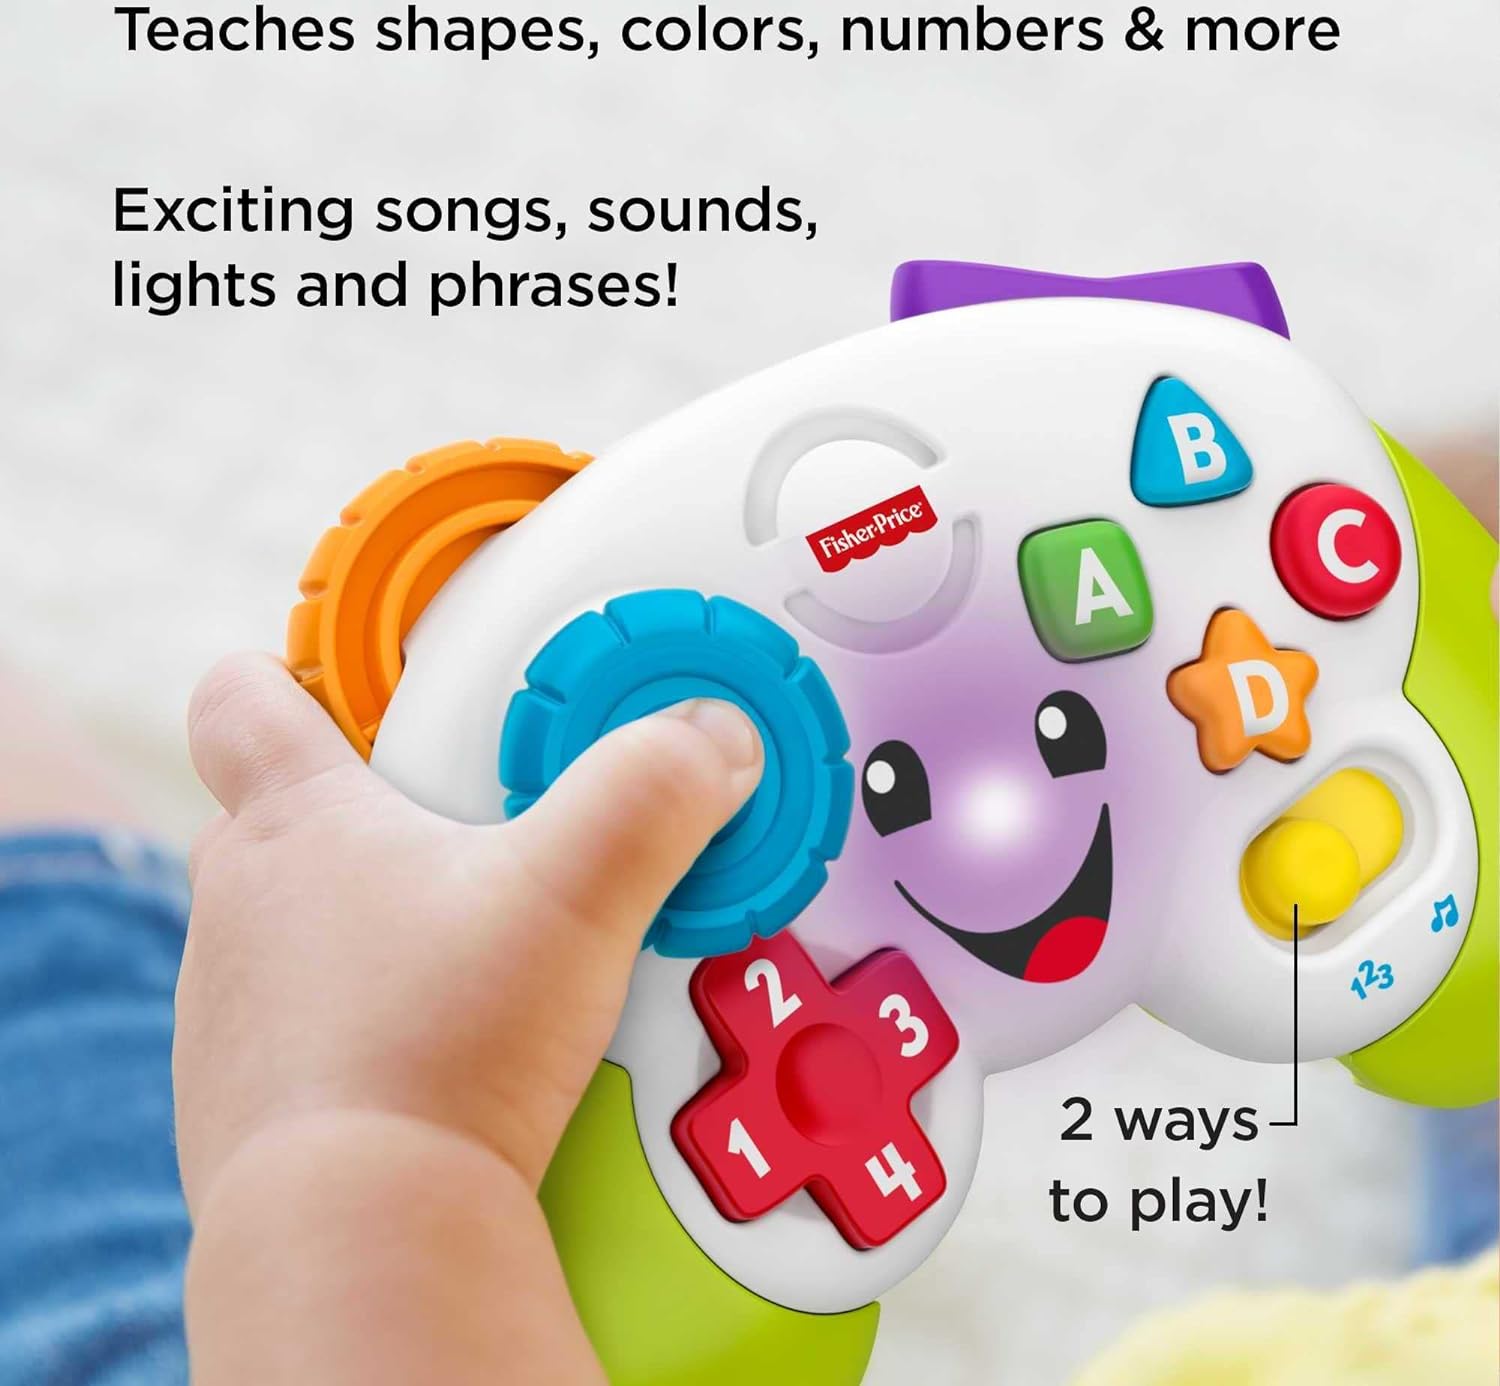 Teaches shapes, colors, numbers & more
Exciting songs, sounds,
lights and phrases!
Fisher-Price
B
C
A
D
2
3
1
4
♫
123
2 ways
to play!